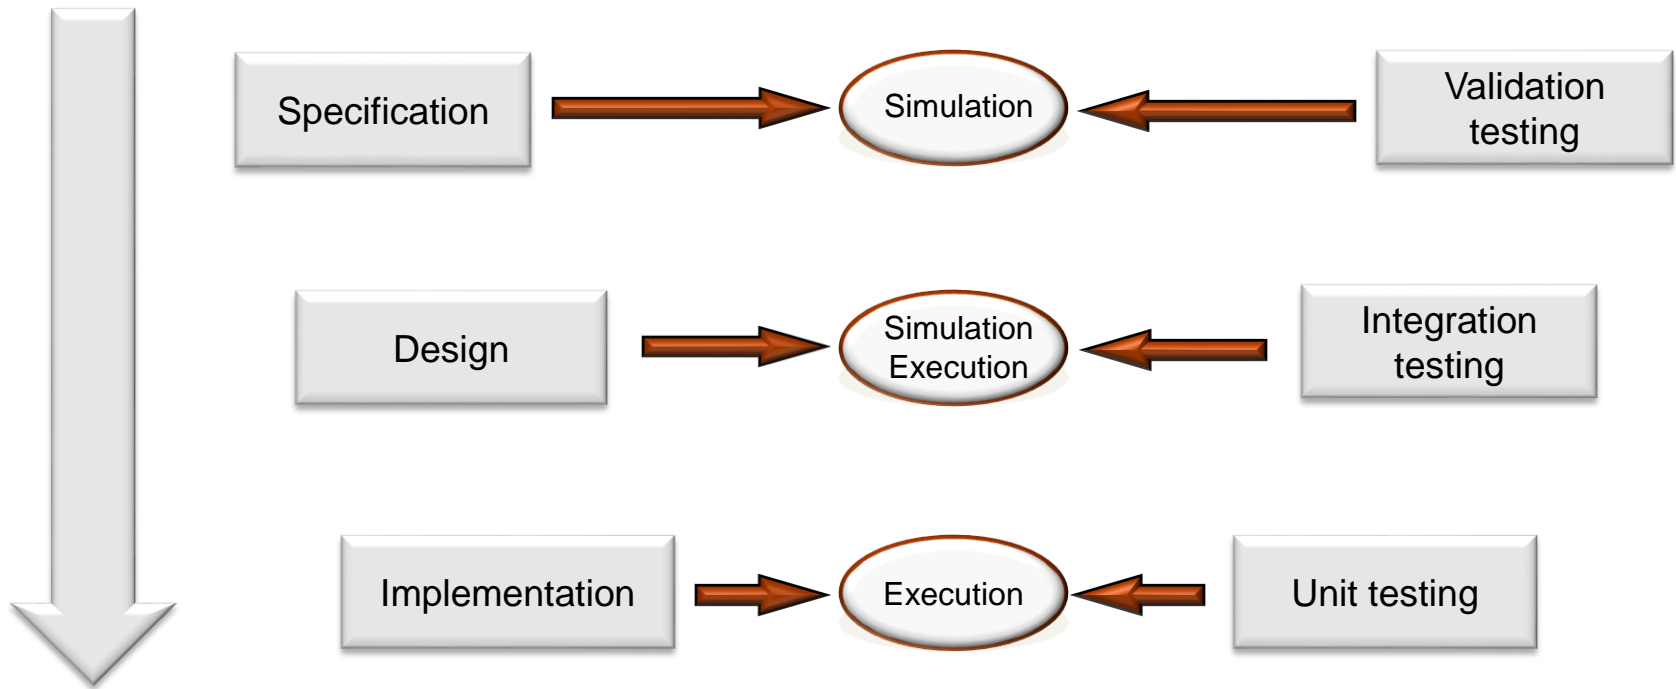 Specification
Simulation
Validation
testing
Design
Simulation
Execution
Integration
testing
Implementation
Execution
Unit testing